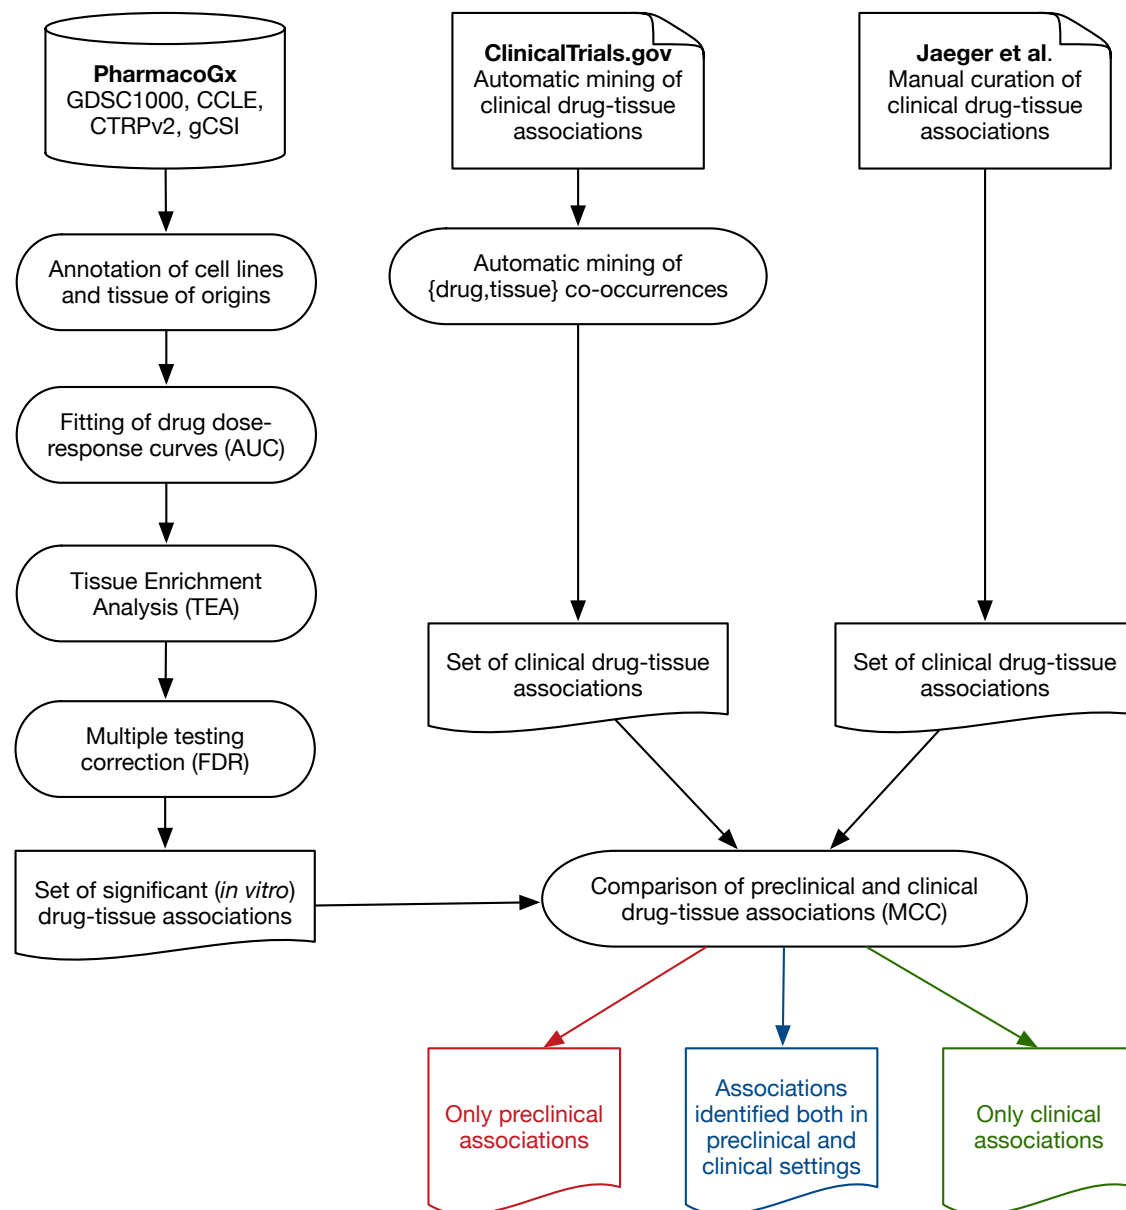 PharmacoGx
GDSC1000, CCLE,
CTRPv2, gCSI
ClinicalTrials.gov
Automatic mining of
clinical drug-tissue
associations
Jaeger et al.
Manual curation of
clinical drug-tissue
associations
Annotation of cell lines
and tissue of origins
Automatic mining of
{drug,tissue} co-occurrences
Fitting of drug dose-
response curves (AUC)
Tissue Enrichment
Analysis (TEA)
Multiple testing
correction (FDR)
Set of clinical drug-tissue
associations
Set of clinical drug-tissue
associations
Set of significant (in vitro)
drug-tissue associations
Comparison of preclinical and clinical
drug-tissue associations (MCC)
Only preclinical
associations
Associations
identified both in
preclinical and
clinical settings
Only clinical
associations